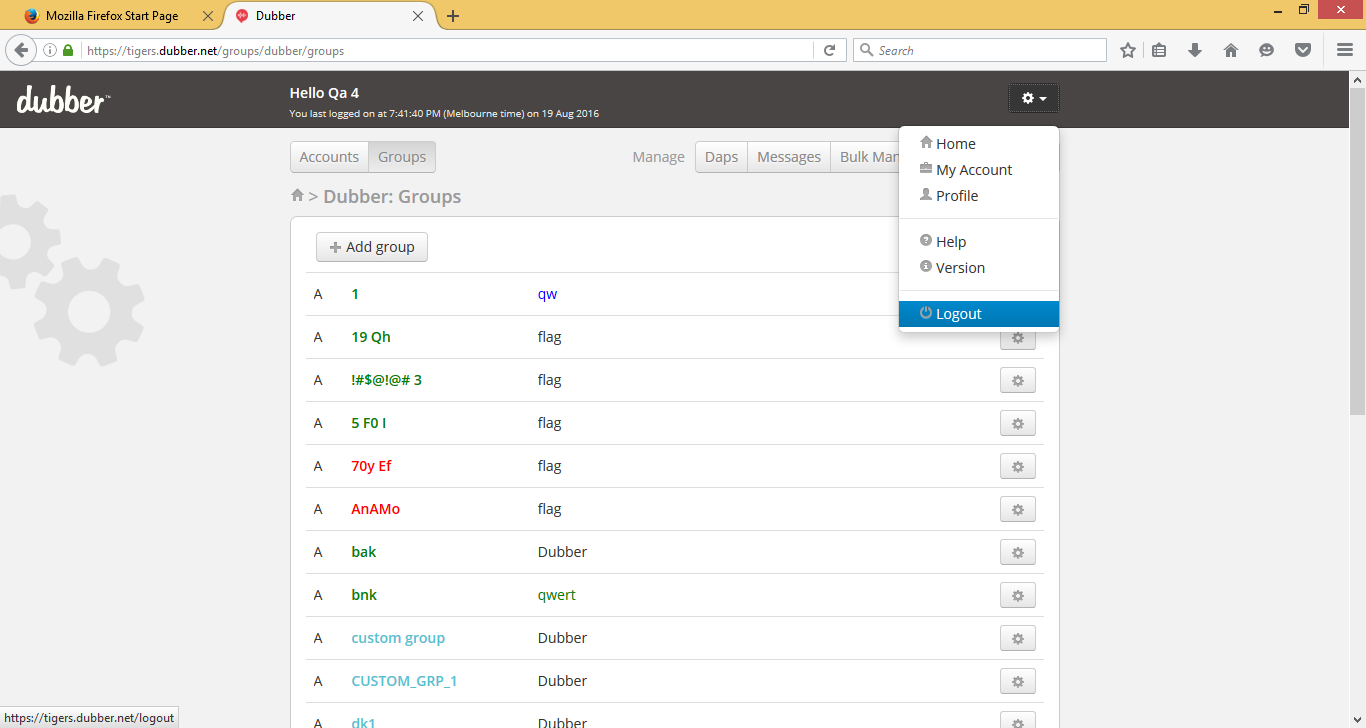 Mozilla Firefox Start Page
Dubber
https://tigers.dubber.net/groups/dubber/groups
Search
dubber™
Hello Qa 4
You last logged on at 7:41:40 PM (Melbourne time) on 19 Aug 2016
Accounts Groups Manage Daps Messages Bulk Man
Home
My Account
Profile
Help
Version
Logout
> Dubber: Groups
Add group
A 1 qw
A 19 Qh flag
A !#$@!@# 3 flag
A 5 F0 I flag
A 70y Ef flag
A AnAMo flag
A bak Dubber
A bnk qwert
A custom group Dubber
A CUSTOM_GRP_1 Dubber
A dk1 Dubber
https://tigers.dubber.net/logout